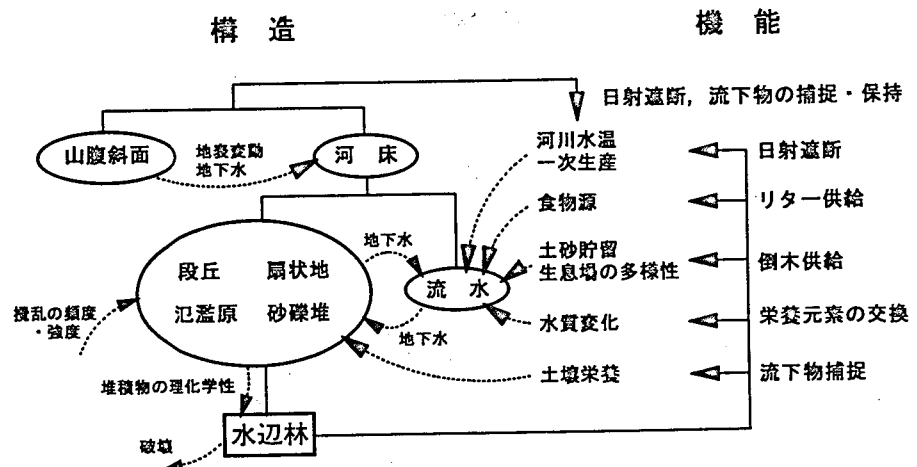 構造
機能
日射遮断，流下物の捕捉・保持
山腹斜面
地表変動
地下水
河床
河川水温
一次生産
日射遮断
食物源
リター供給
段丘
扇状地
氾濫原
砂礫堆
地下水
流水
土砂貯留
生息場の多様性
倒木供給
撹乱の頻度
・強度
地下水
水質変化
栄養元素の交換
堆積物の理化学性
土壌栄養
流下物捕捉
水辺林
破壊